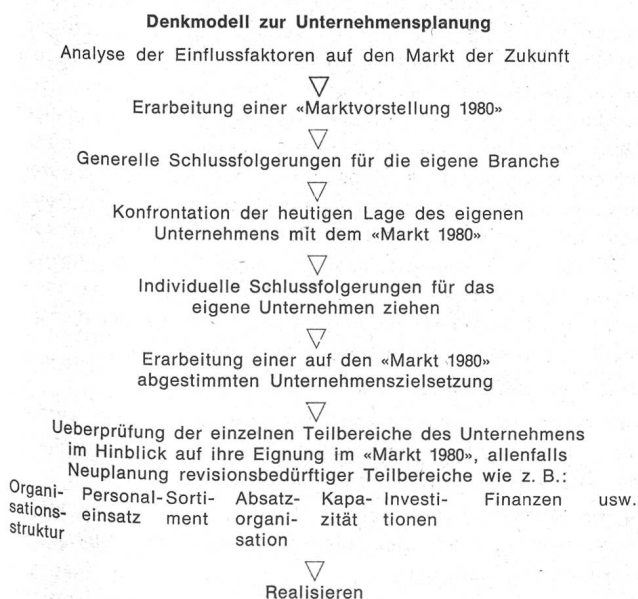 Denkmodell zur Unternehmensplanung
Analyse der Einflussfaktoren auf den Markt der Zukunft
Erarbeitung einer «Marktvorstellung 1980»
Generelle Schlussfolgerungen für die eigene Branche
Konfrontation der heutigen Lage des eigenen
Unternehmens mit dem «Markt 1980»
Individuelle Schlussfolgerungen für das
eigene Unternehmen ziehen
Erarbeitung einer auf den «Markt 1980»
abgestimmten Unternehmenszielsetzung
Ueberprüfung der einzelnen Teilbereiche des Unternehmens
im Hinblick auf ihre Eignung im «Markt 1980», allenfalls
Neuplanung revisionsbedürftiger Teilbereiche wie z. B.:
Organi- Personal- Sorti- Absatz- Kapa- Investi- Finanzen usw.
sations- einsatz ment organi- zität tionen
struktur sation
Realisieren